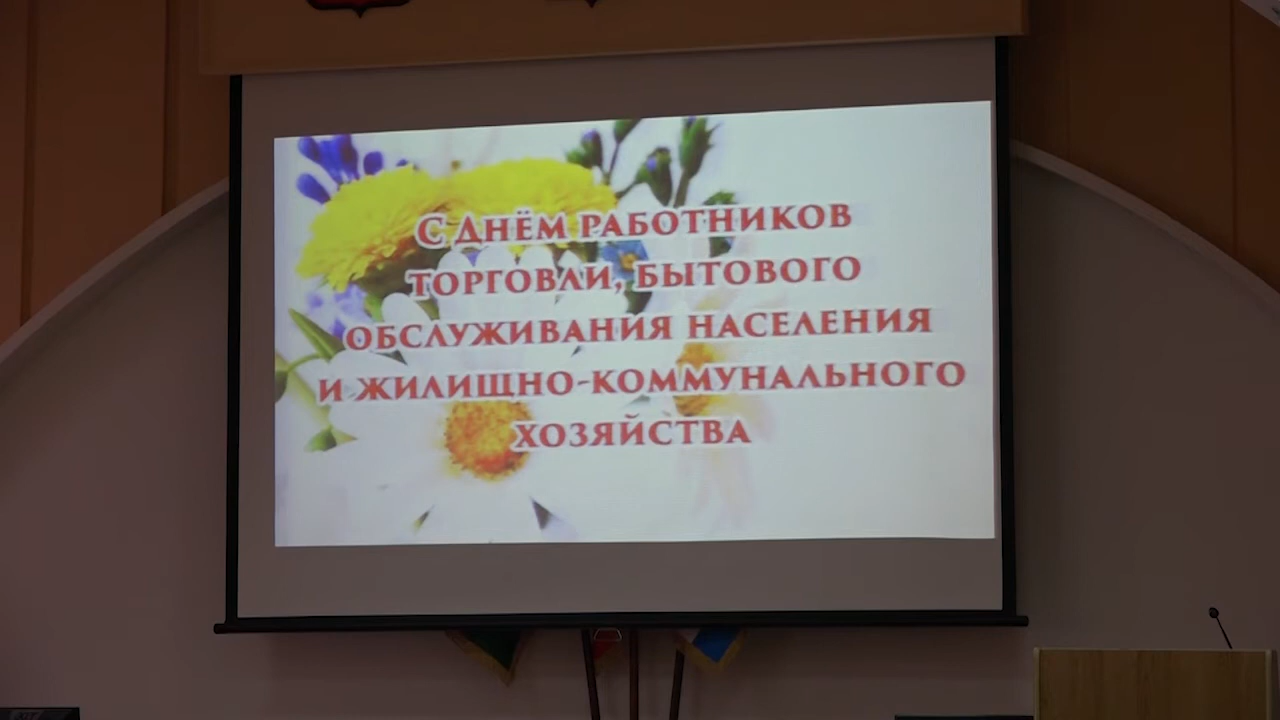 С ДНЁМ РАБОТНИКОВ
ТОРГОВЛИ, БЫТОВОГО
ОБСЛУЖИВАНИЯ НАСЕЛЕНИЯ
И ЖИЛИЩНО-КОММУНАЛЬНОГО
ХОЗЯЙСТВА